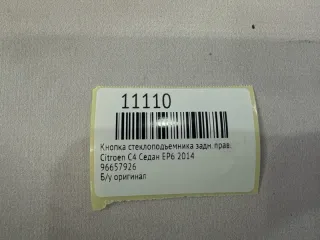 11110
Кнопка стеклоподъемника задн.прав.
Citroen C4 Седан EP6 2014
96657926
Б/у оригинал